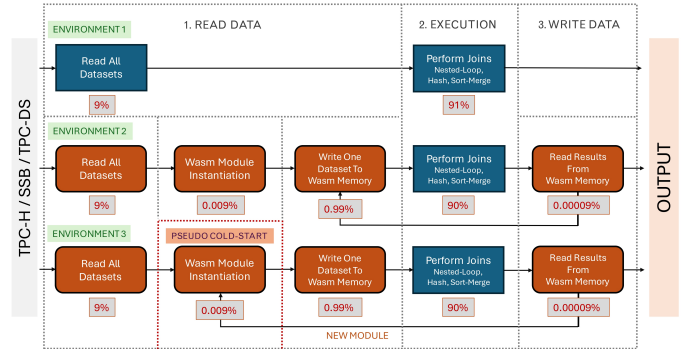 1. READ DATA
2. EXECUTION
3. WRITE DATA
TPC-H / SSB / TPC-DS
ENVIRONMENT 1
Read All
Datasets
9%
Perform Joins
Nested-Loop,
Hash, Sort-Merge
91%
ENVIRONMENT 2
Read All
Datasets
9%
Wasm Module
Instantiation
0.009%
Write One
Dataset To
Wasm Memory
0.99%
Perform Joins
Nested-Loop,
Hash, Sort-Merge
90%
Read Results
From
Wasm Memory
0.00009%
ENVIRONMENT 3
Read All
Datasets
9%
PSEUDO COLD-START
Wasm Module
Instantiation
0.009%
Write One
Dataset To
Wasm Memory
0.99%
Perform Joins
Nested-Loop,
Hash, Sort-Merge
90%
Read Results
From
Wasm Memory
0.00009%
NEW MODULE
OUTPUT